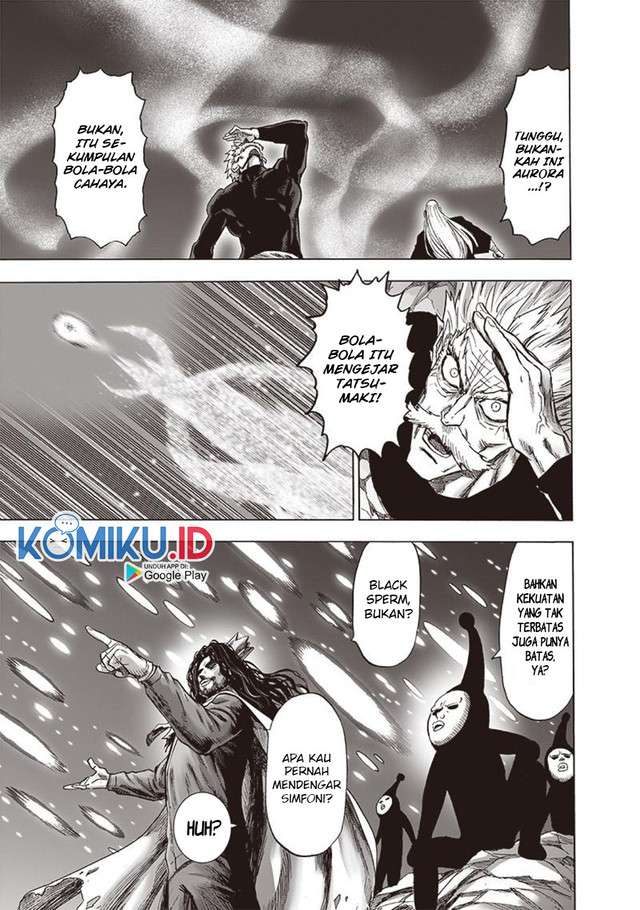 TUNGGU,
BUKAN-
KAH INI
AURORA
...!?
BUKAN,
ITU SE-
KUMPULAN
BOLA-BOLA
CAHAYA.
BOLA-
BOLA ITU
MENGEJAR
TATSU-
MAKI!
KOMIKU.ID
UNDUH APP DI:
Google Play
BAHKAN
KEKUATAN
YANG TAK
TERBATAS
JUGA PUNYA
BATAS,
YA?
BLACK
SPERM,
BUKAN?
APA KAU
PERNAH
MENDENGAR
SIMFONI?
HUH?